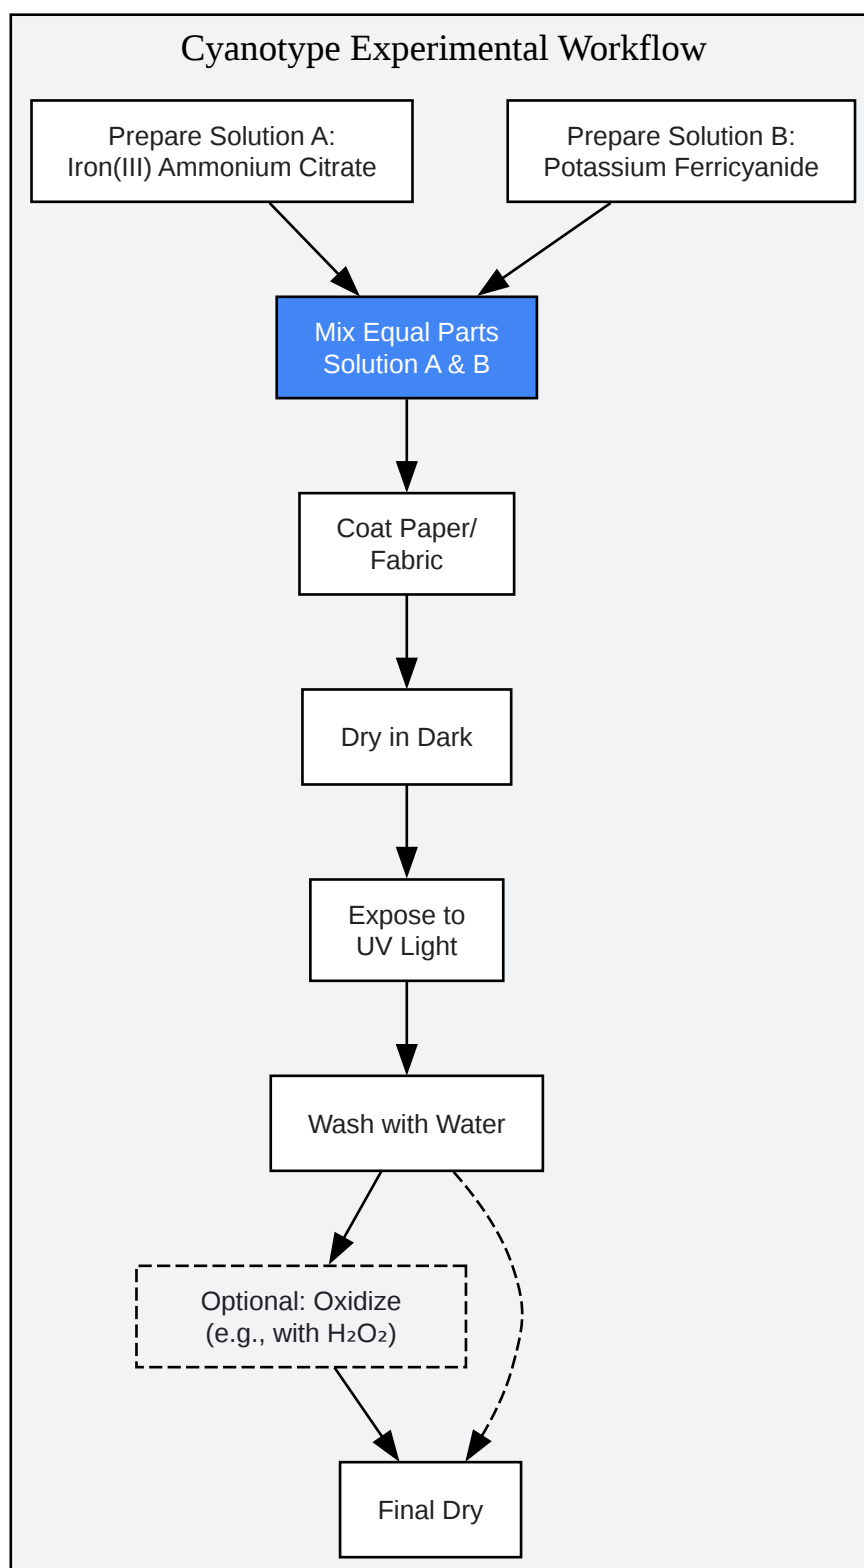 Cyanotype Experimental Workflow
Prepare Solution A:
Iron(III) Ammonium Citrate
Prepare Solution B:
Potassium Ferricyanide
Mix Equal Parts
Solution A & B
Coat Paper/
Fabric
Dry in Dark
Expose to
UV Light
Wash with Water
Optional: Oxidize
(e.g., with H₂O₂)
Final Dry